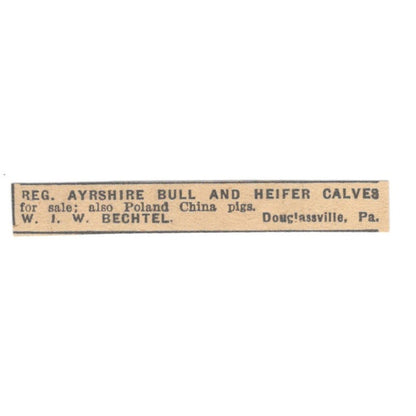 REG. AYRSHIRE BULL AND HEIFER CALVES
for sale; also Poland China pigs.
W. I. W. BECHTEL. Douglassville, Pa.